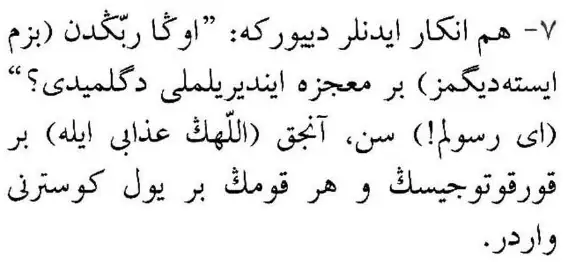 ٧- هم انكار ايدنلر دييوركه: ”اوڭا ربّڭدن (بزم
ايسته‌ديگمز) بر معجزه اينديريلملى دگلميدى؟“
(اى رسولم!) سن، آنجق (اللّٰهڭ عذابى ايله) بر
قورقوتوجيسڭ و هر قومڭ بر يول كوسترنى
واردر.